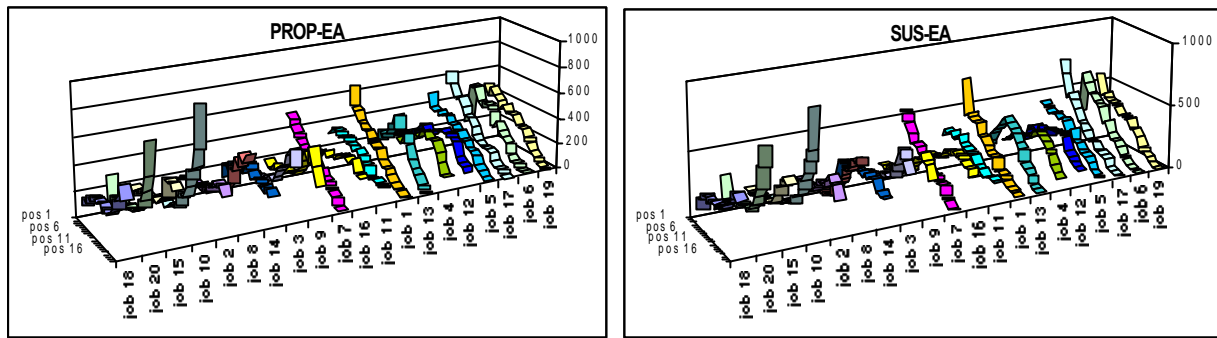 PROP-EA
1000
800
600
400
200
0
pos 1
pos 6
pos 11
pos 16
job 18
job 20
job 15
job 10
job 2
job 8
job 14
job 3
job 9
job 7
job 16
job 11
job 1
job 13
job 4
job 12
job 5
job 17
job 6
job 19
SUS-EA
1000
500
0
pos 1
pos 6
pos 11
pos 16
job 18
job 20
job 15
job 10
job 2
job 8
job 14
job 3
job 9
job 7
job 16
job 11
job 1
job 13
job 4
job 12
job 5
job 17
job 6
job 19